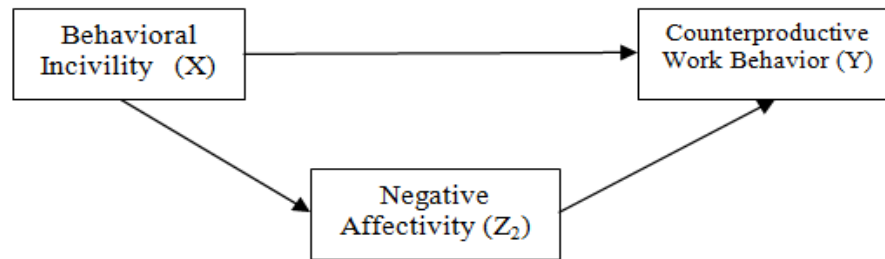 Behavioral
Incivility (X)
Counterproductive
Work Behavior (Y)
Negative
Affectivity (Z₂)